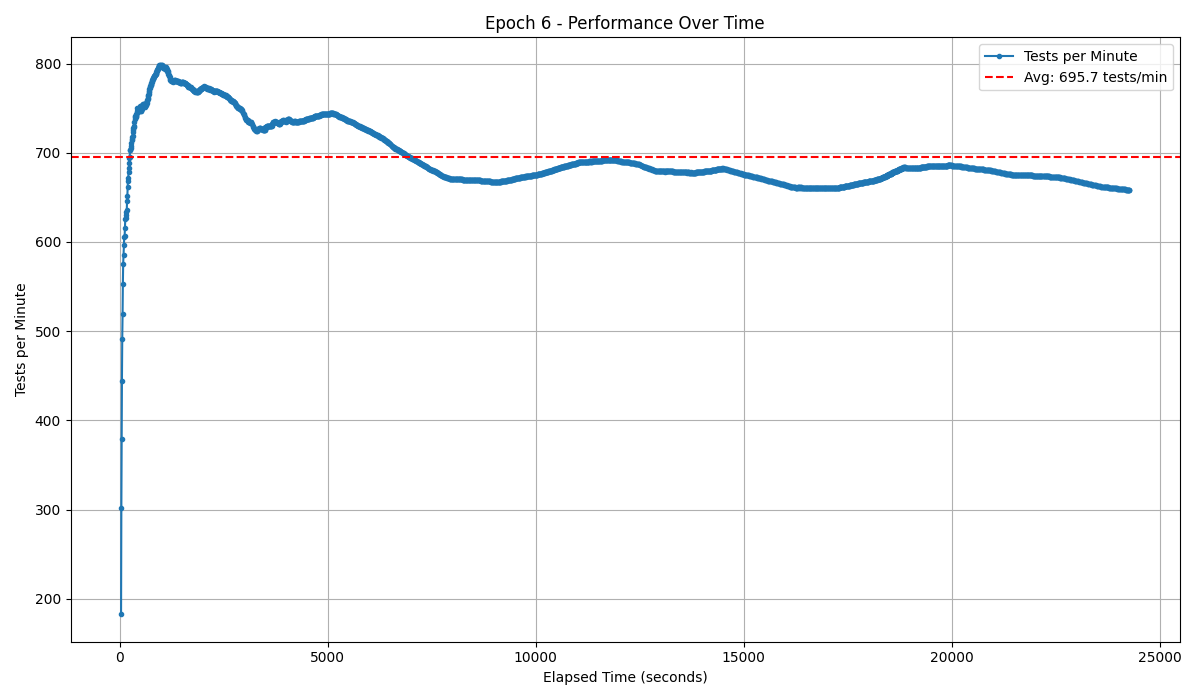 Epoch 6 - Performance Over Time
Tests per Minute
Avg: 695.7 tests/min
Tests per Minute
800
700
600
500
400
300
200
0
5000
10000
15000
20000
25000
Elapsed Time (seconds)